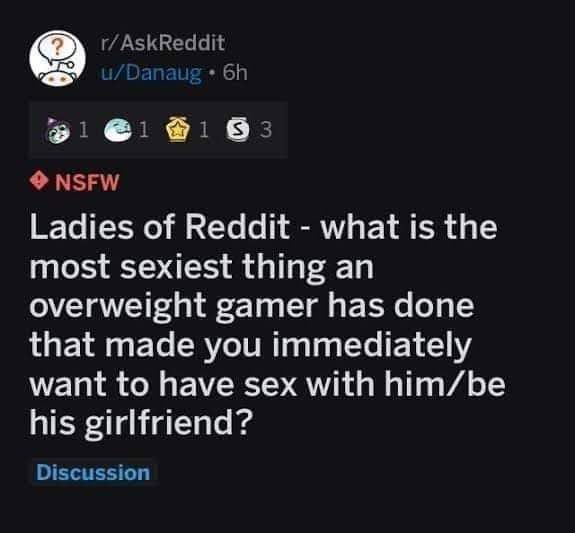 r/AskReddit
u/Danaug • 6h
1 1 1 S 3
NSFW
Ladies of Reddit - what is the
most sexiest thing an
overweight gamer has done
that made you immediately
want to have sex with him/be
his girlfriend?
Discussion